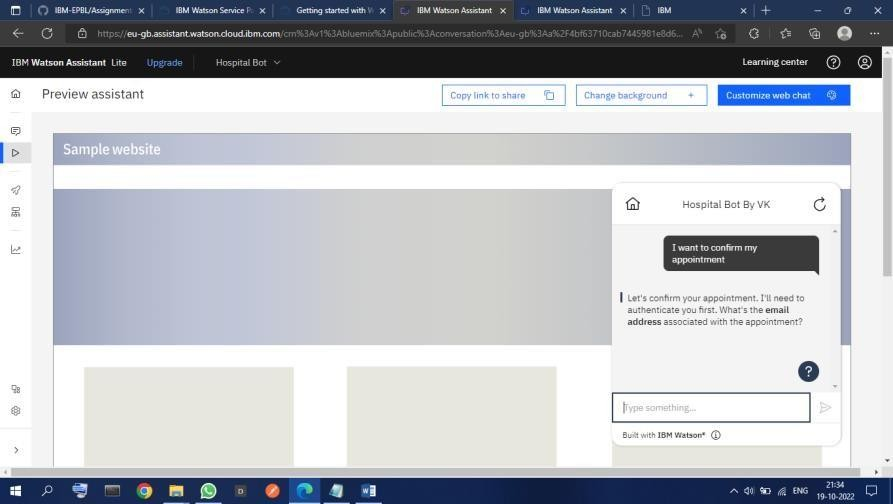 IBM-EPBL/Assignment
IBM Watson Service P
Getting started with W
IBM Watson Assistant
IBM Watson Assistant
IBM
https://eu-gb.assistant.watson.cloud.ibm.com/crn%3Av1%3Abluemix%3Apublic%3Aconversation%3Aeu-gb%3Aa%2F4bf63710cab7445981e8d6...
IBM Watson Assistant Lite
Upgrade
Hospital Bot
Learning center
Preview assistant
Copy link to share
Change background +
Customize web chat
Sample website
Hospital Bot By VK
I want to confirm my
appointment
Let's confirm your appointment. I'll need to
authenticate you first. What's the email
address associated with the appointment?
?
Type something...
Built with IBM Watson®
ENG
21:34
19-10-2022